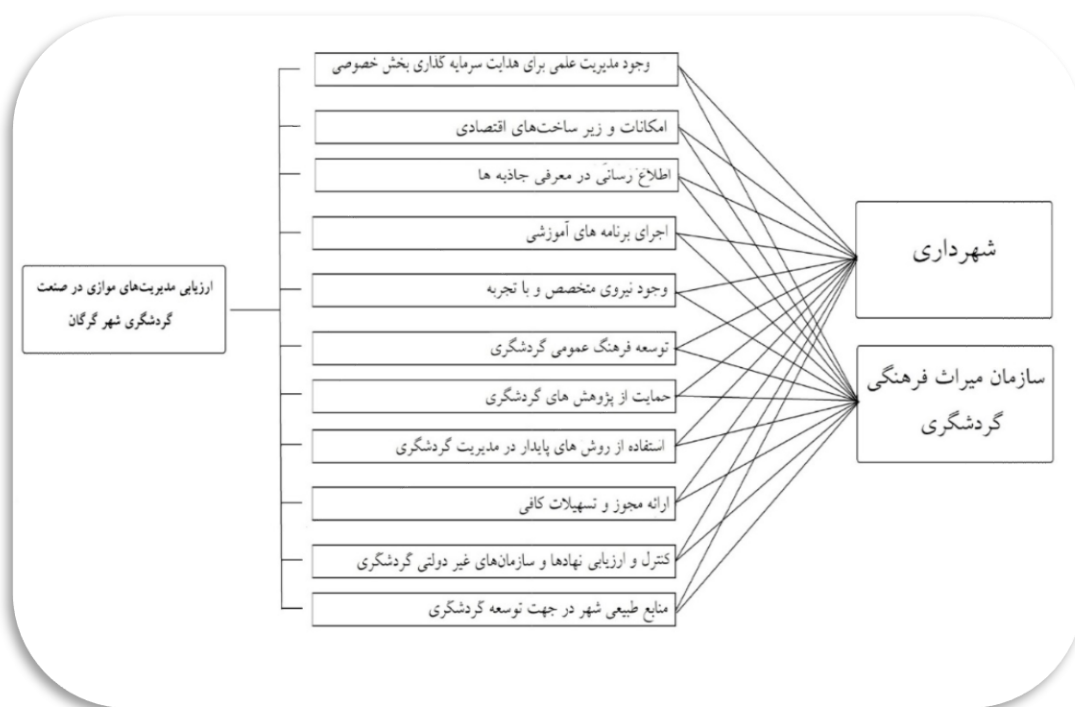 وجود مدیریت علمی برای هدایت سرمایه گذاری بخش خصوصی
امکانات و زیر ساخت‌های اقتصادی
اطلاع رسانی در معرفی جاذبه ها
اجرای برنامه های آموزشی
وجود نیروی متخصص و با تجربه
توسعه فرهنگ عمومی گردشگری
حمایت از پژوهش های گردشگری
استفاده از روش های پایدار در مدیریت گردشگری
ارائه مجوز و تسهیلات کافی
کنترل و ارزیابی نهادها و سازمان‌های غیر دولتی گردشگری
منابع طبیعی شهر در جهت توسعه گردشگری
شهرداری
سازمان میراث فرهنگی
گردشگری
ارزیابی مدیریت‌های موازی در صنعت
گردشگری شهر گرگان